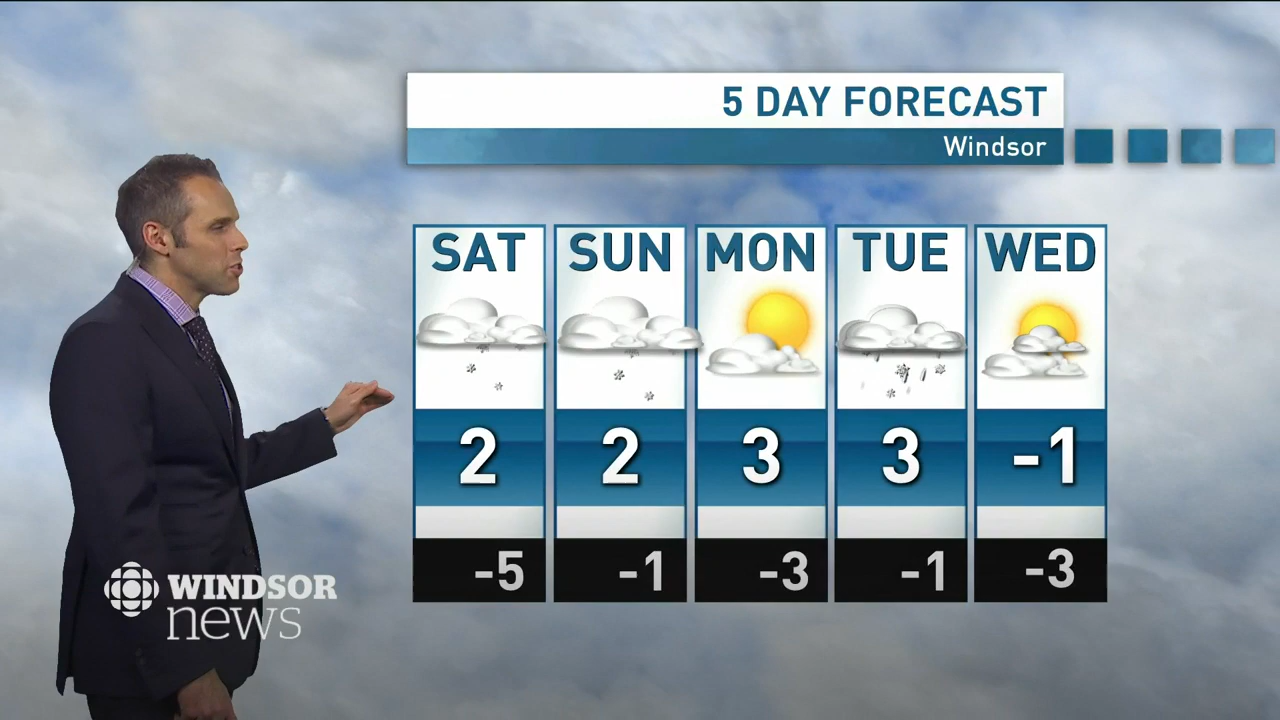 5 DAY FORECAST
Windsor
SAT SUN MON TUE WED
2 2 3 3 -1
-5 -1 -3 -1 -3
WINDSOR
news